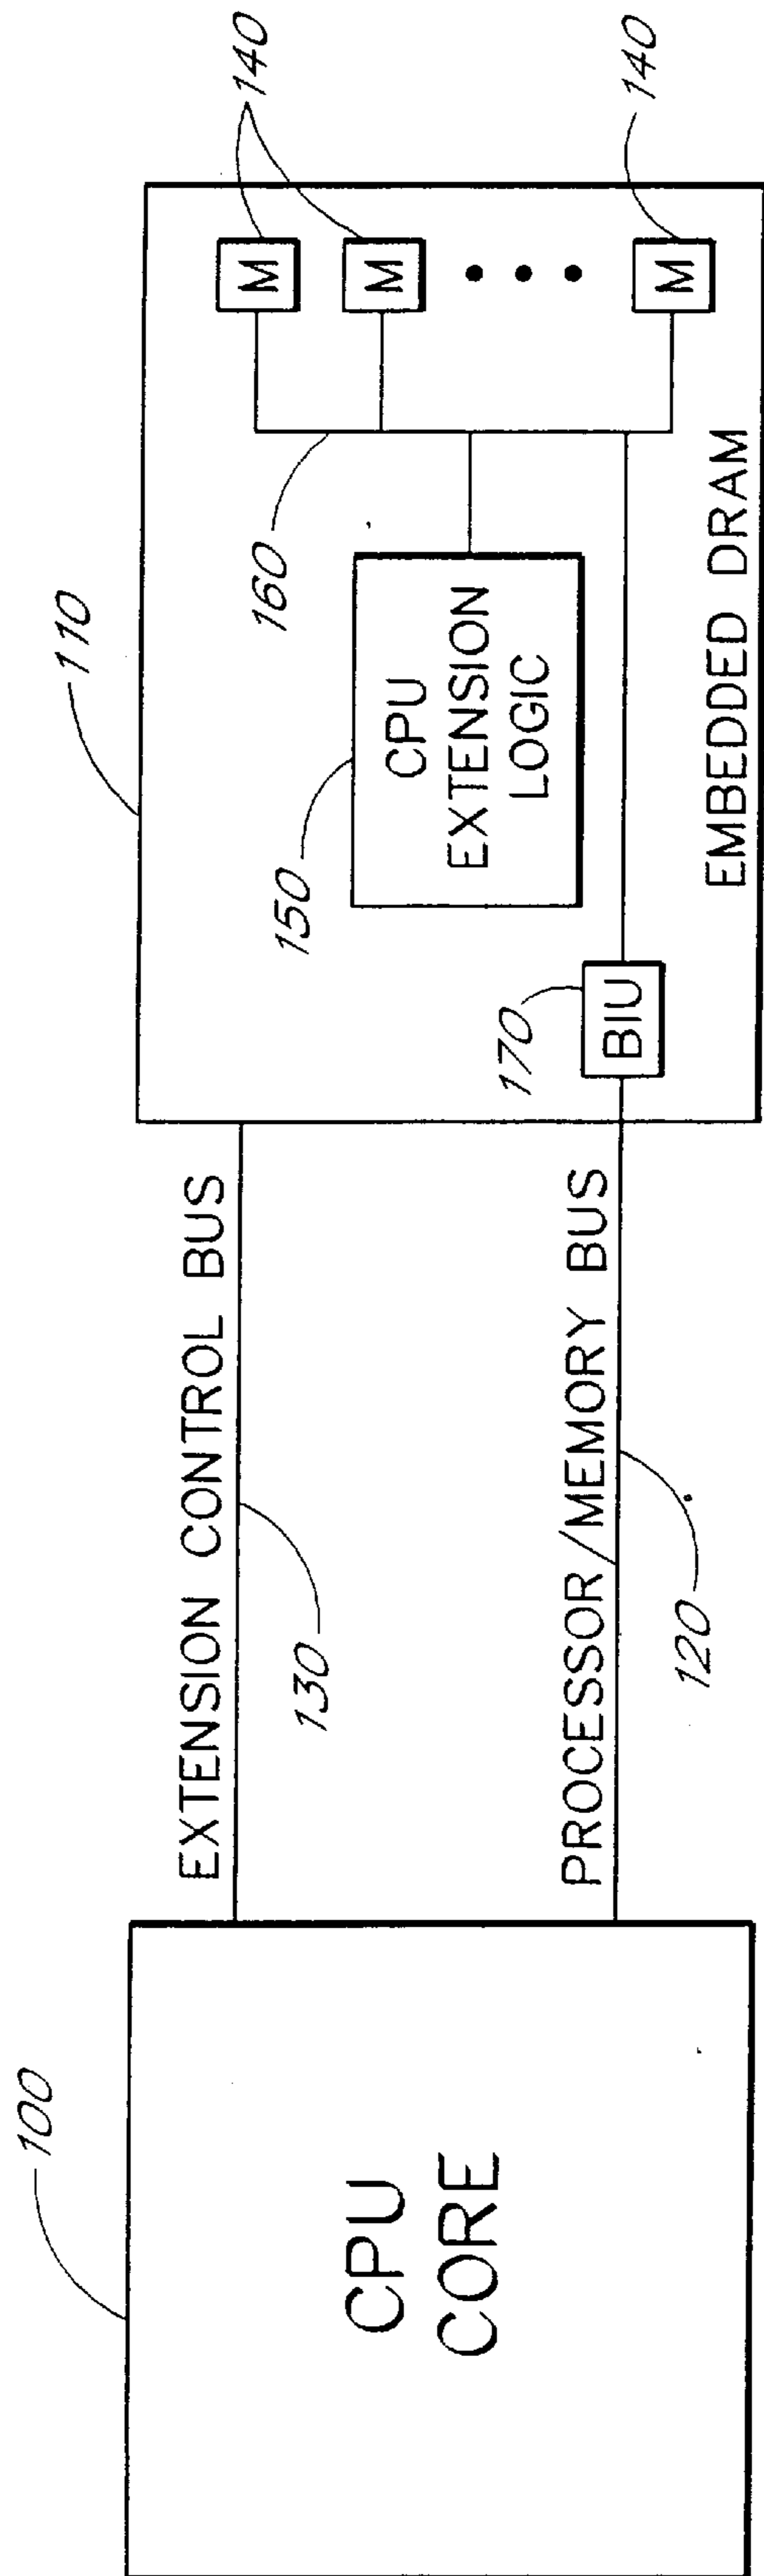 100
CPU
CORE
EXTENSION CONTROL BUS
130
PROCESSOR/MEMORY BUS
120
110
150
CPU
EXTENSION
LOGIC
160
170
BIU
M
M
M
140
140
EMBEDDED DRAM